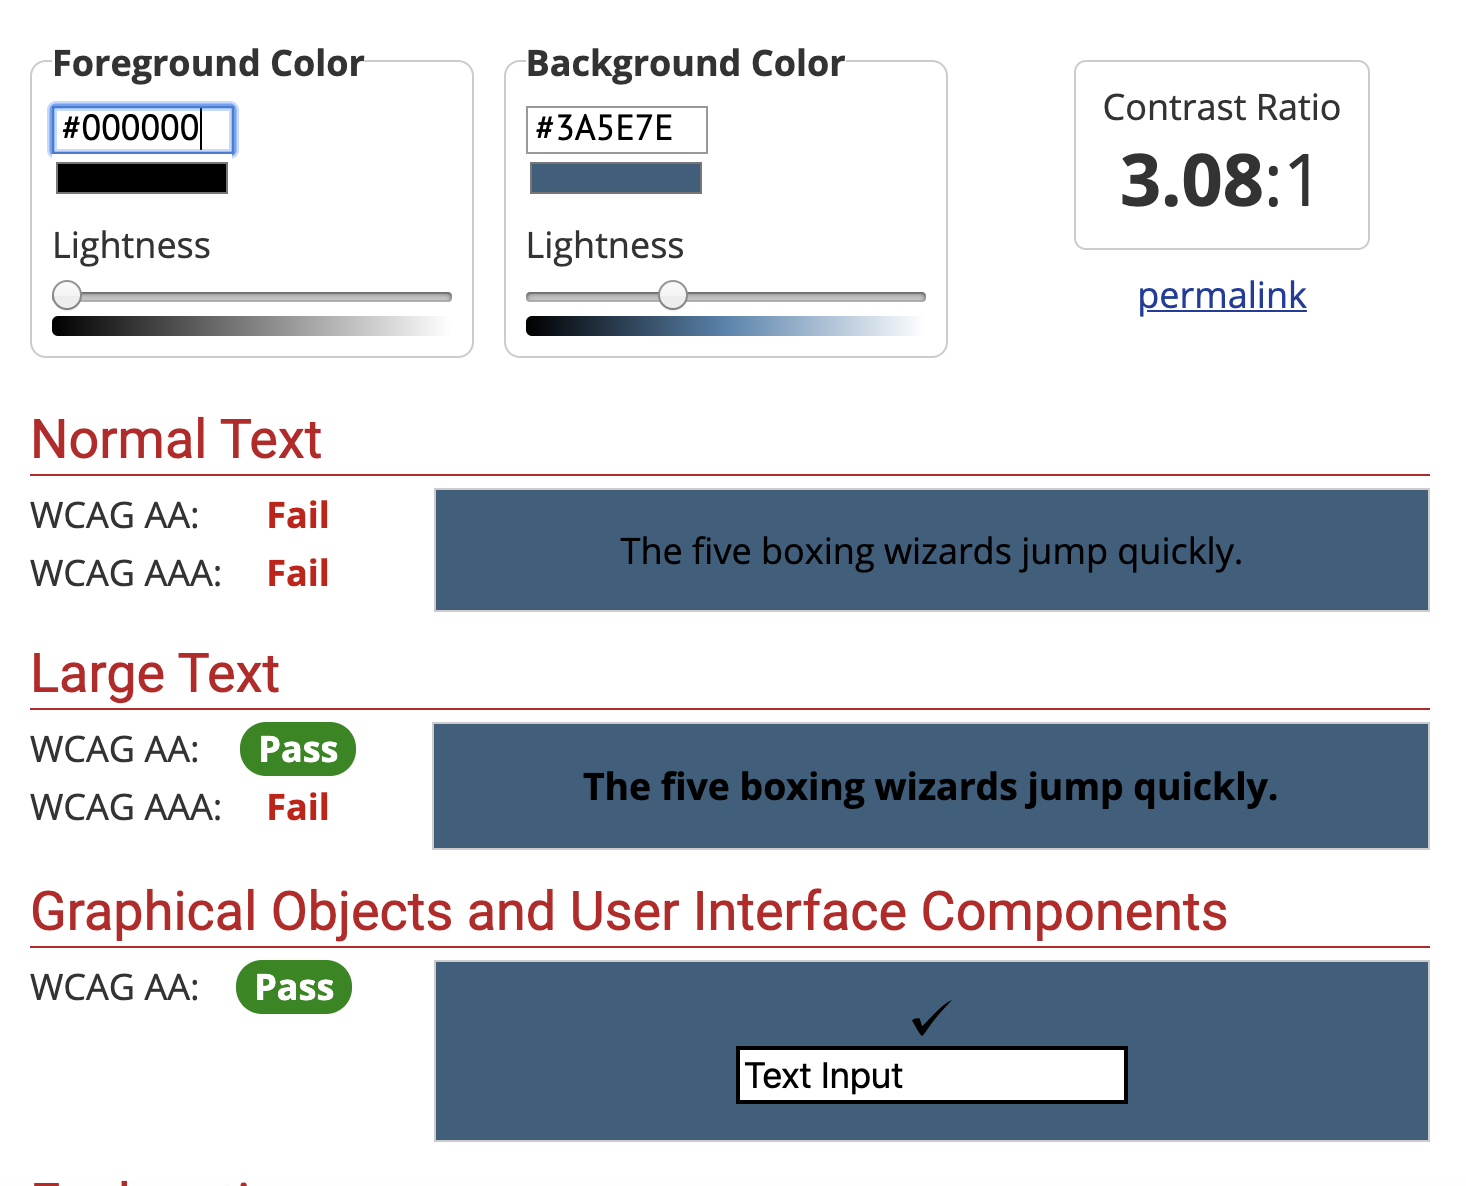 Foreground Color
#000000
Lightness
Background Color
#3A5E7E
Lightness
Contrast Ratio
3.08:1
permalink
Normal Text
WCAG AA: Fail
WCAG AAA: Fail
The five boxing wizards jump quickly.
Large Text
WCAG AA: Pass
WCAG AAA: Fail
The five boxing wizards jump quickly.
Graphical Objects and User Interface Components
WCAG AA: Pass
✓
Text Input